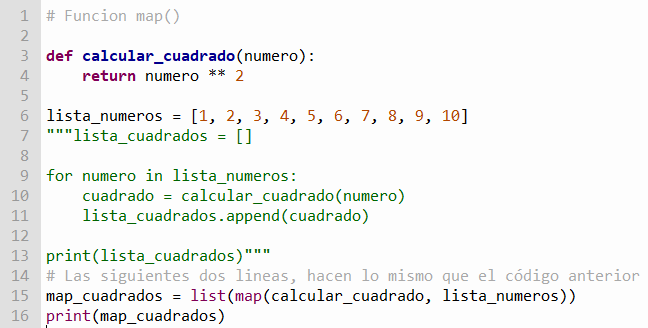 1 # Funcion map()
2
3 def calcular_cuadrado(numero):
4     return numero ** 2
5
6 lista_numeros = [1, 2, 3, 4, 5, 6, 7, 8, 9, 10]
7 """lista_cuadrados = []
8
9 for numero in lista_numeros:
10     cuadrado = calcular_cuadrado(numero)
11     lista_cuadrados.append(cuadrado)
12
13 print(lista_cuadrados)"""
14 # Las siguientes dos lineas, hacen lo mismo que el código anterior
15 map_cuadrados = list(map(calcular_cuadrado, lista_numeros))
16 print(map_cuadrados)